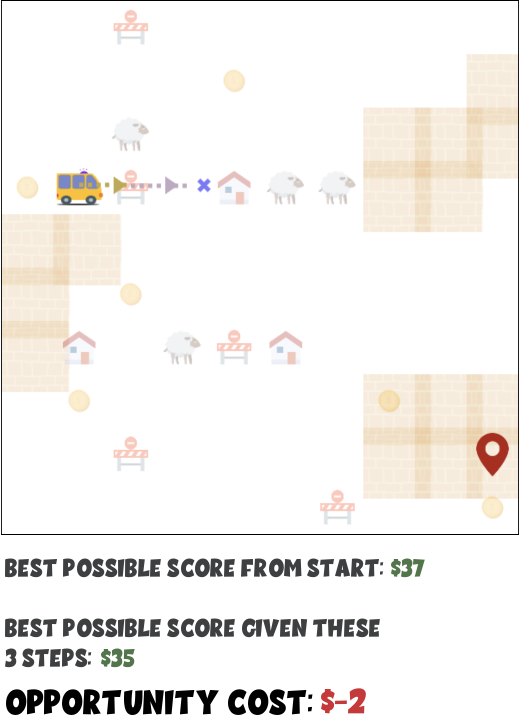 BEST POSSIBLE SCORE FROM START: $37
BEST POSSIBLE SCORE GIVEN THESE
3 STEPS: $35
OPPORTUNITY COST: $-2